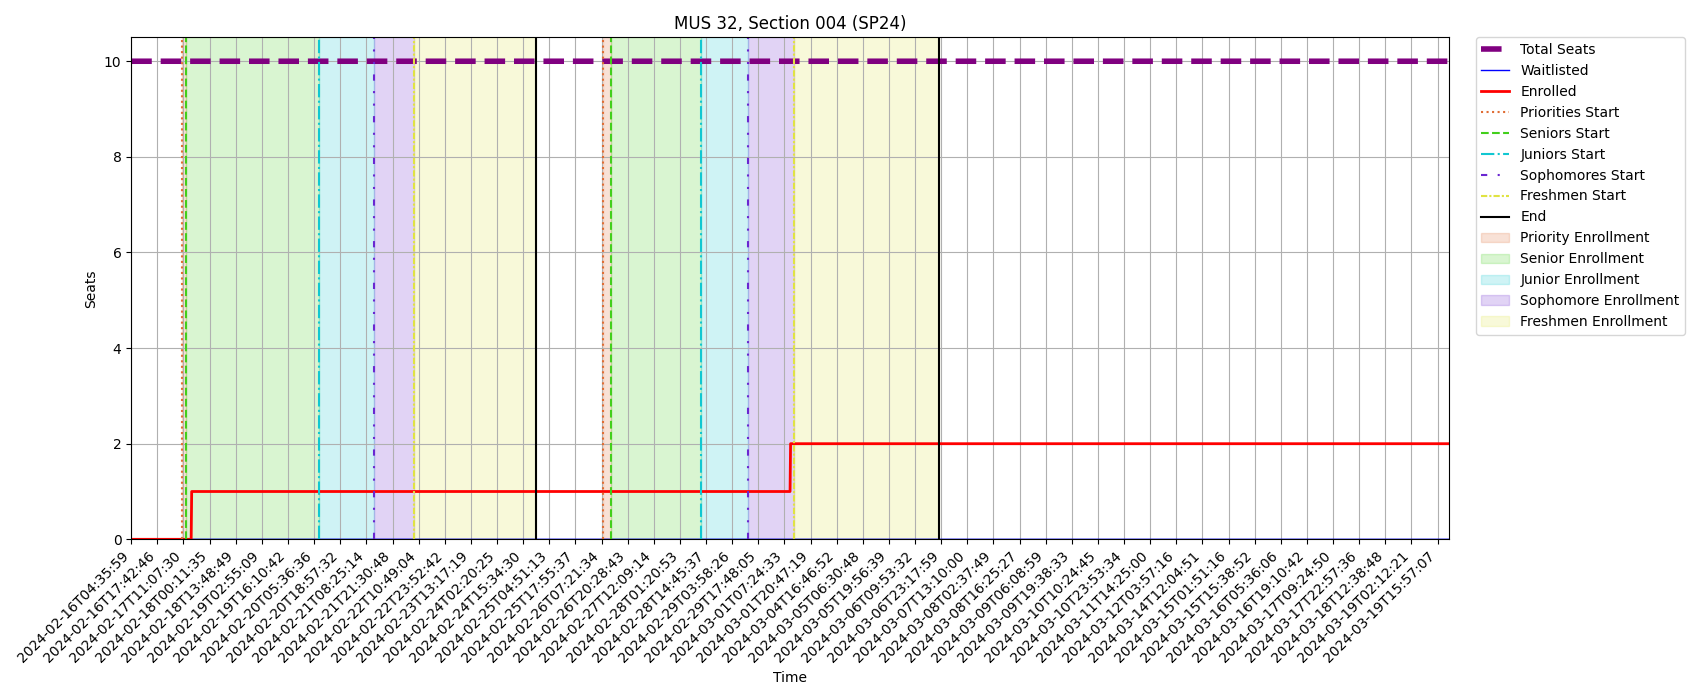 MUS 32, Section 004 (SP24)
Seats
10
8
6
4
2
0
2024-02-16T04:35:59
2024-02-16T17:42:46
2024-02-17T11:07:30
2024-02-18T00:11:35
2024-02-18T13:48:49
2024-02-19T02:55:09
2024-02-19T16:10:42
2024-02-20T05:36:36
2024-02-20T18:57:32
2024-02-21T08:25:14
2024-02-21T21:30:48
2024-02-22T10:49:04
2024-02-22T23:52:42
2024-02-23T13:17:19
2024-02-24T02:20:25
2024-02-24T15:34:30
2024-02-25T04:51:13
2024-02-25T17:55:37
2024-02-26T07:21:34
2024-02-26T20:28:43
2024-02-27T12:09:14
2024-02-28T01:20:53
2024-02-28T14:45:37
2024-02-29T03:58:26
2024-02-29T17:48:05
2024-03-01T07:24:33
2024-03-01T20:47:19
2024-03-04T16:46:52
2024-03-05T06:30:48
2024-03-05T19:56:39
2024-03-06T09:53:32
2024-03-06T23:17:59
2024-03-07T13:10:00
2024-03-08T02:37:49
2024-03-08T16:25:27
2024-03-09T06:08:59
2024-03-09T19:38:33
2024-03-10T10:24:45
2024-03-10T23:53:34
2024-03-11T14:25:00
2024-03-12T03:57:16
2024-03-14T12:04:51
2024-03-15T01:51:16
2024-03-15T15:38:52
2024-03-16T05:36:06
2024-03-16T19:10:42
2024-03-17T09:24:50
2024-03-17T22:57:36
2024-03-18T12:38:48
2024-03-19T02:12:21
2024-03-19T15:57:07
Time
Total Seats
Waitlisted
Enrolled
Priorities Start
Seniors Start
Juniors Start
Sophomores Start
Freshmen Start
End
Priority Enrollment
Senior Enrollment
Junior Enrollment
Sophomore Enrollment
Freshmen Enrollment